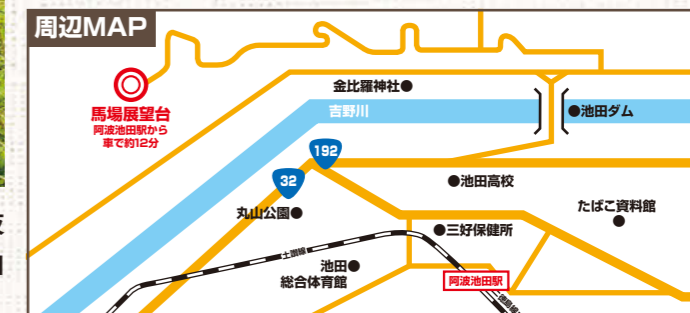 周辺MAP
馬場展望台
阿波池田駅から
車で約12分
金比羅神社
吉野川
池田ダム
192
32
池田高校
丸山公園
たばこ資料館
三好保健所
土讃線
池田
総合体育館
阿波池田駅
徳島線